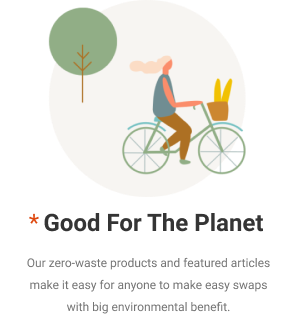 * Good For The Planet
Our zero-waste products and featured articles
make it easy for anyone to make easy swaps
with big environmental benefit.